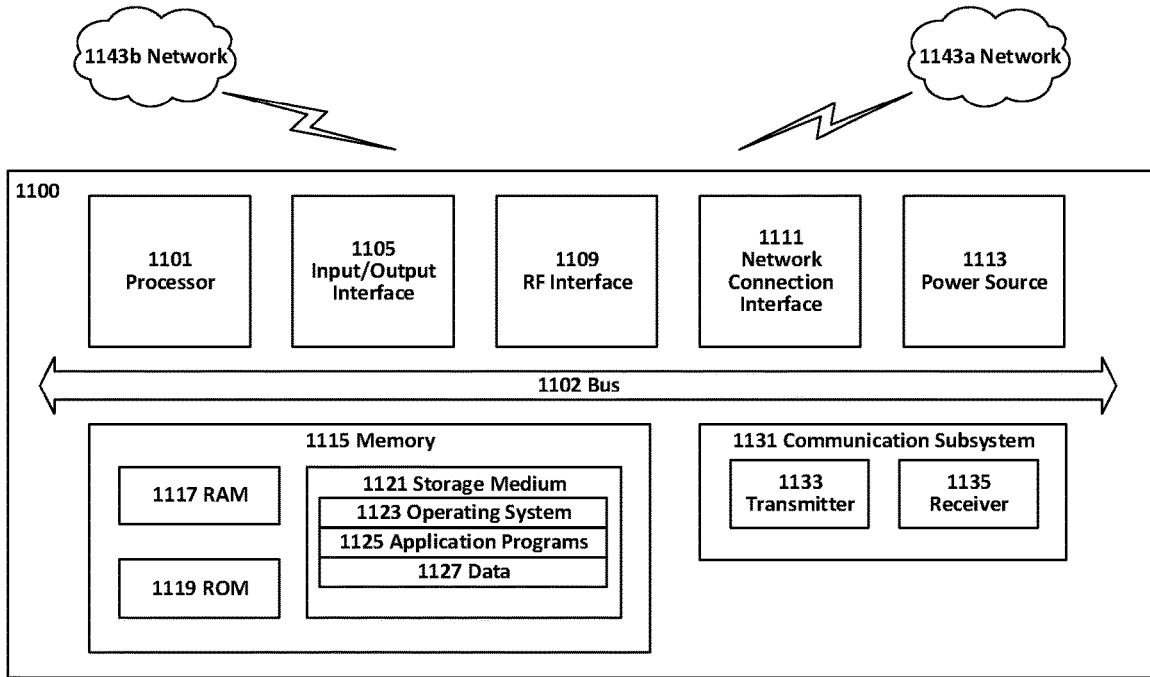 1143b Network
1143a Network
1100
1101
Processor
1105
Input/Output
Interface
1109
RF Interface
1111
Network
Connection
Interface
1113
Power Source
1102 Bus
1115 Memory
1117 RAM
1119 ROM
1121 Storage Medium
1123 Operating System
1125 Application Programs
1127 Data
1131 Communication Subsystem
1133
Transmitter
1135
Receiver